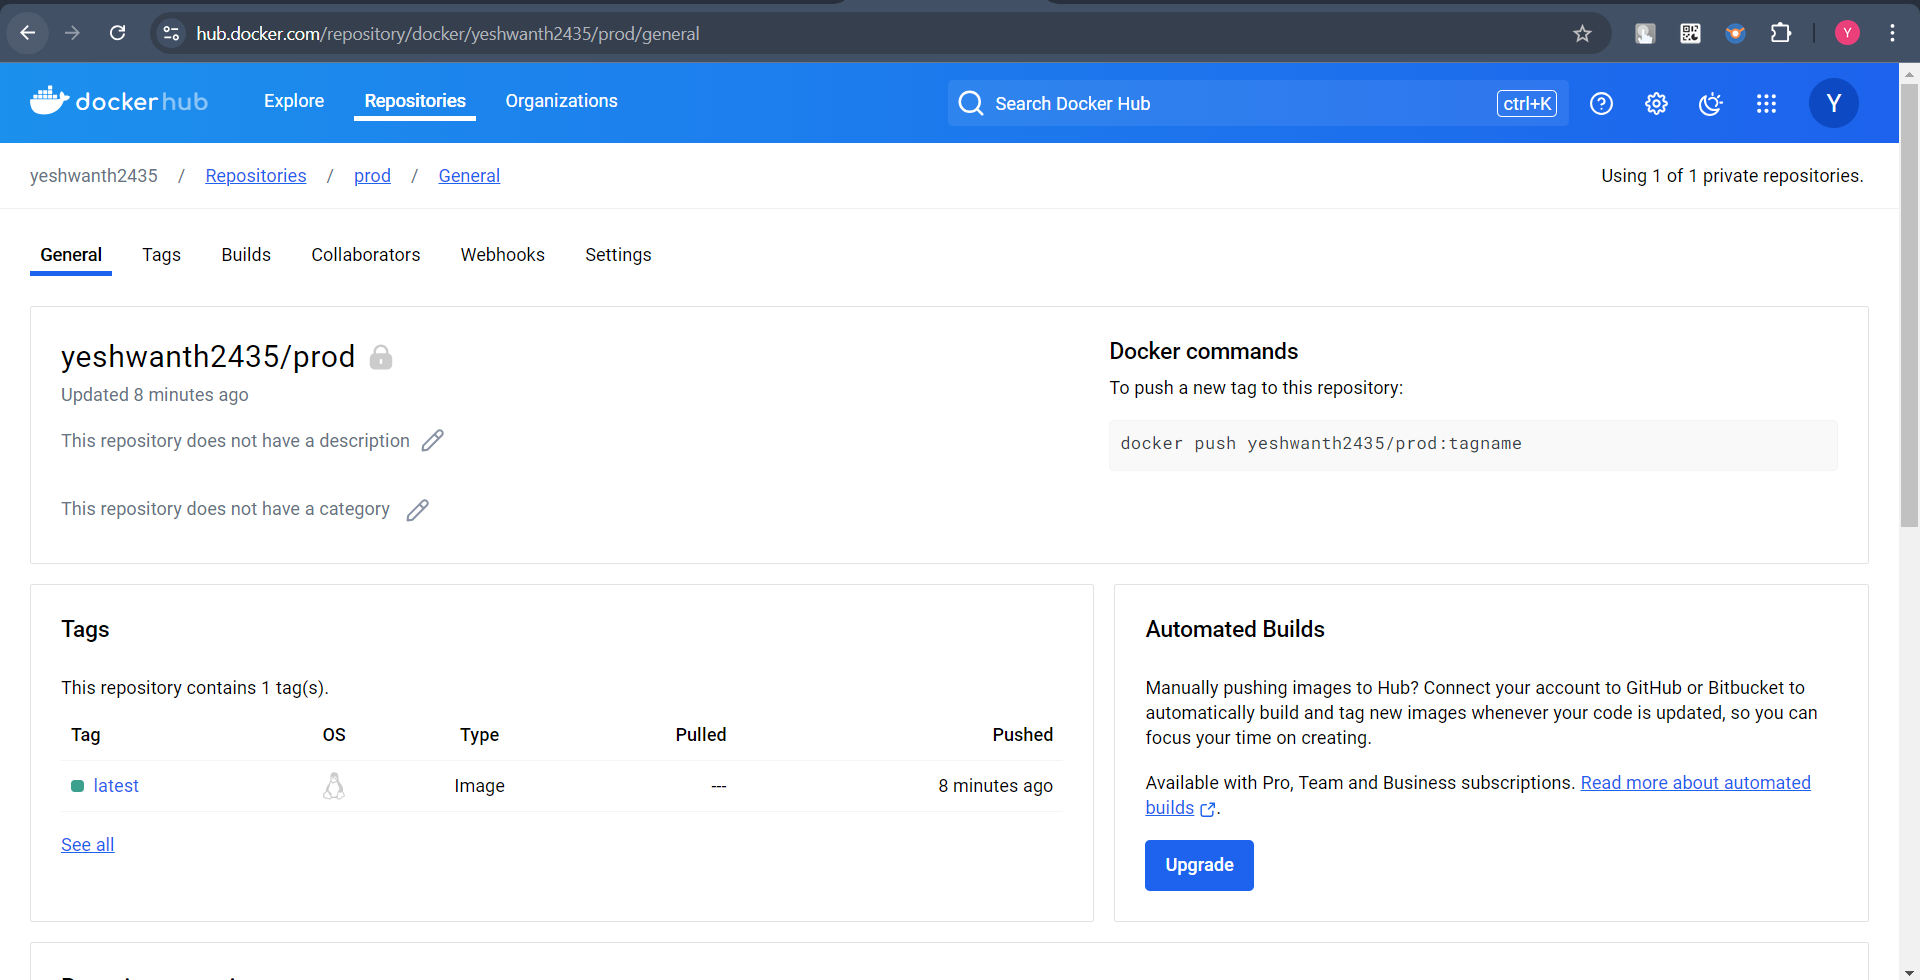 hub.docker.com/repository/docker/yeshwanth2435/prod/general
Y
docker hub
Explore
Repositories
Organizations
Search Docker Hub
ctrl+K
Y
yeshwanth2435 / Repositories / prod / General
Using 1 of 1 private repositories.
General
Tags
Builds
Collaborators
Webhooks
Settings
yeshwanth2435/prod
Updated 8 minutes ago
This repository does not have a description
This repository does not have a category
Docker commands
To push a new tag to this repository:
docker push yeshwanth2435/prod:tagname
Tags
This repository contains 1 tag(s).
Tag OS Type Pulled Pushed
latest Image --- 8 minutes ago
See all
Automated Builds
Manually pushing images to Hub? Connect your account to GitHub or Bitbucket to
automatically build and tag new images whenever your code is updated, so you can
focus your time on creating.
Available with Pro, Team and Business subscriptions. Read more about automated
builds .
Upgrade